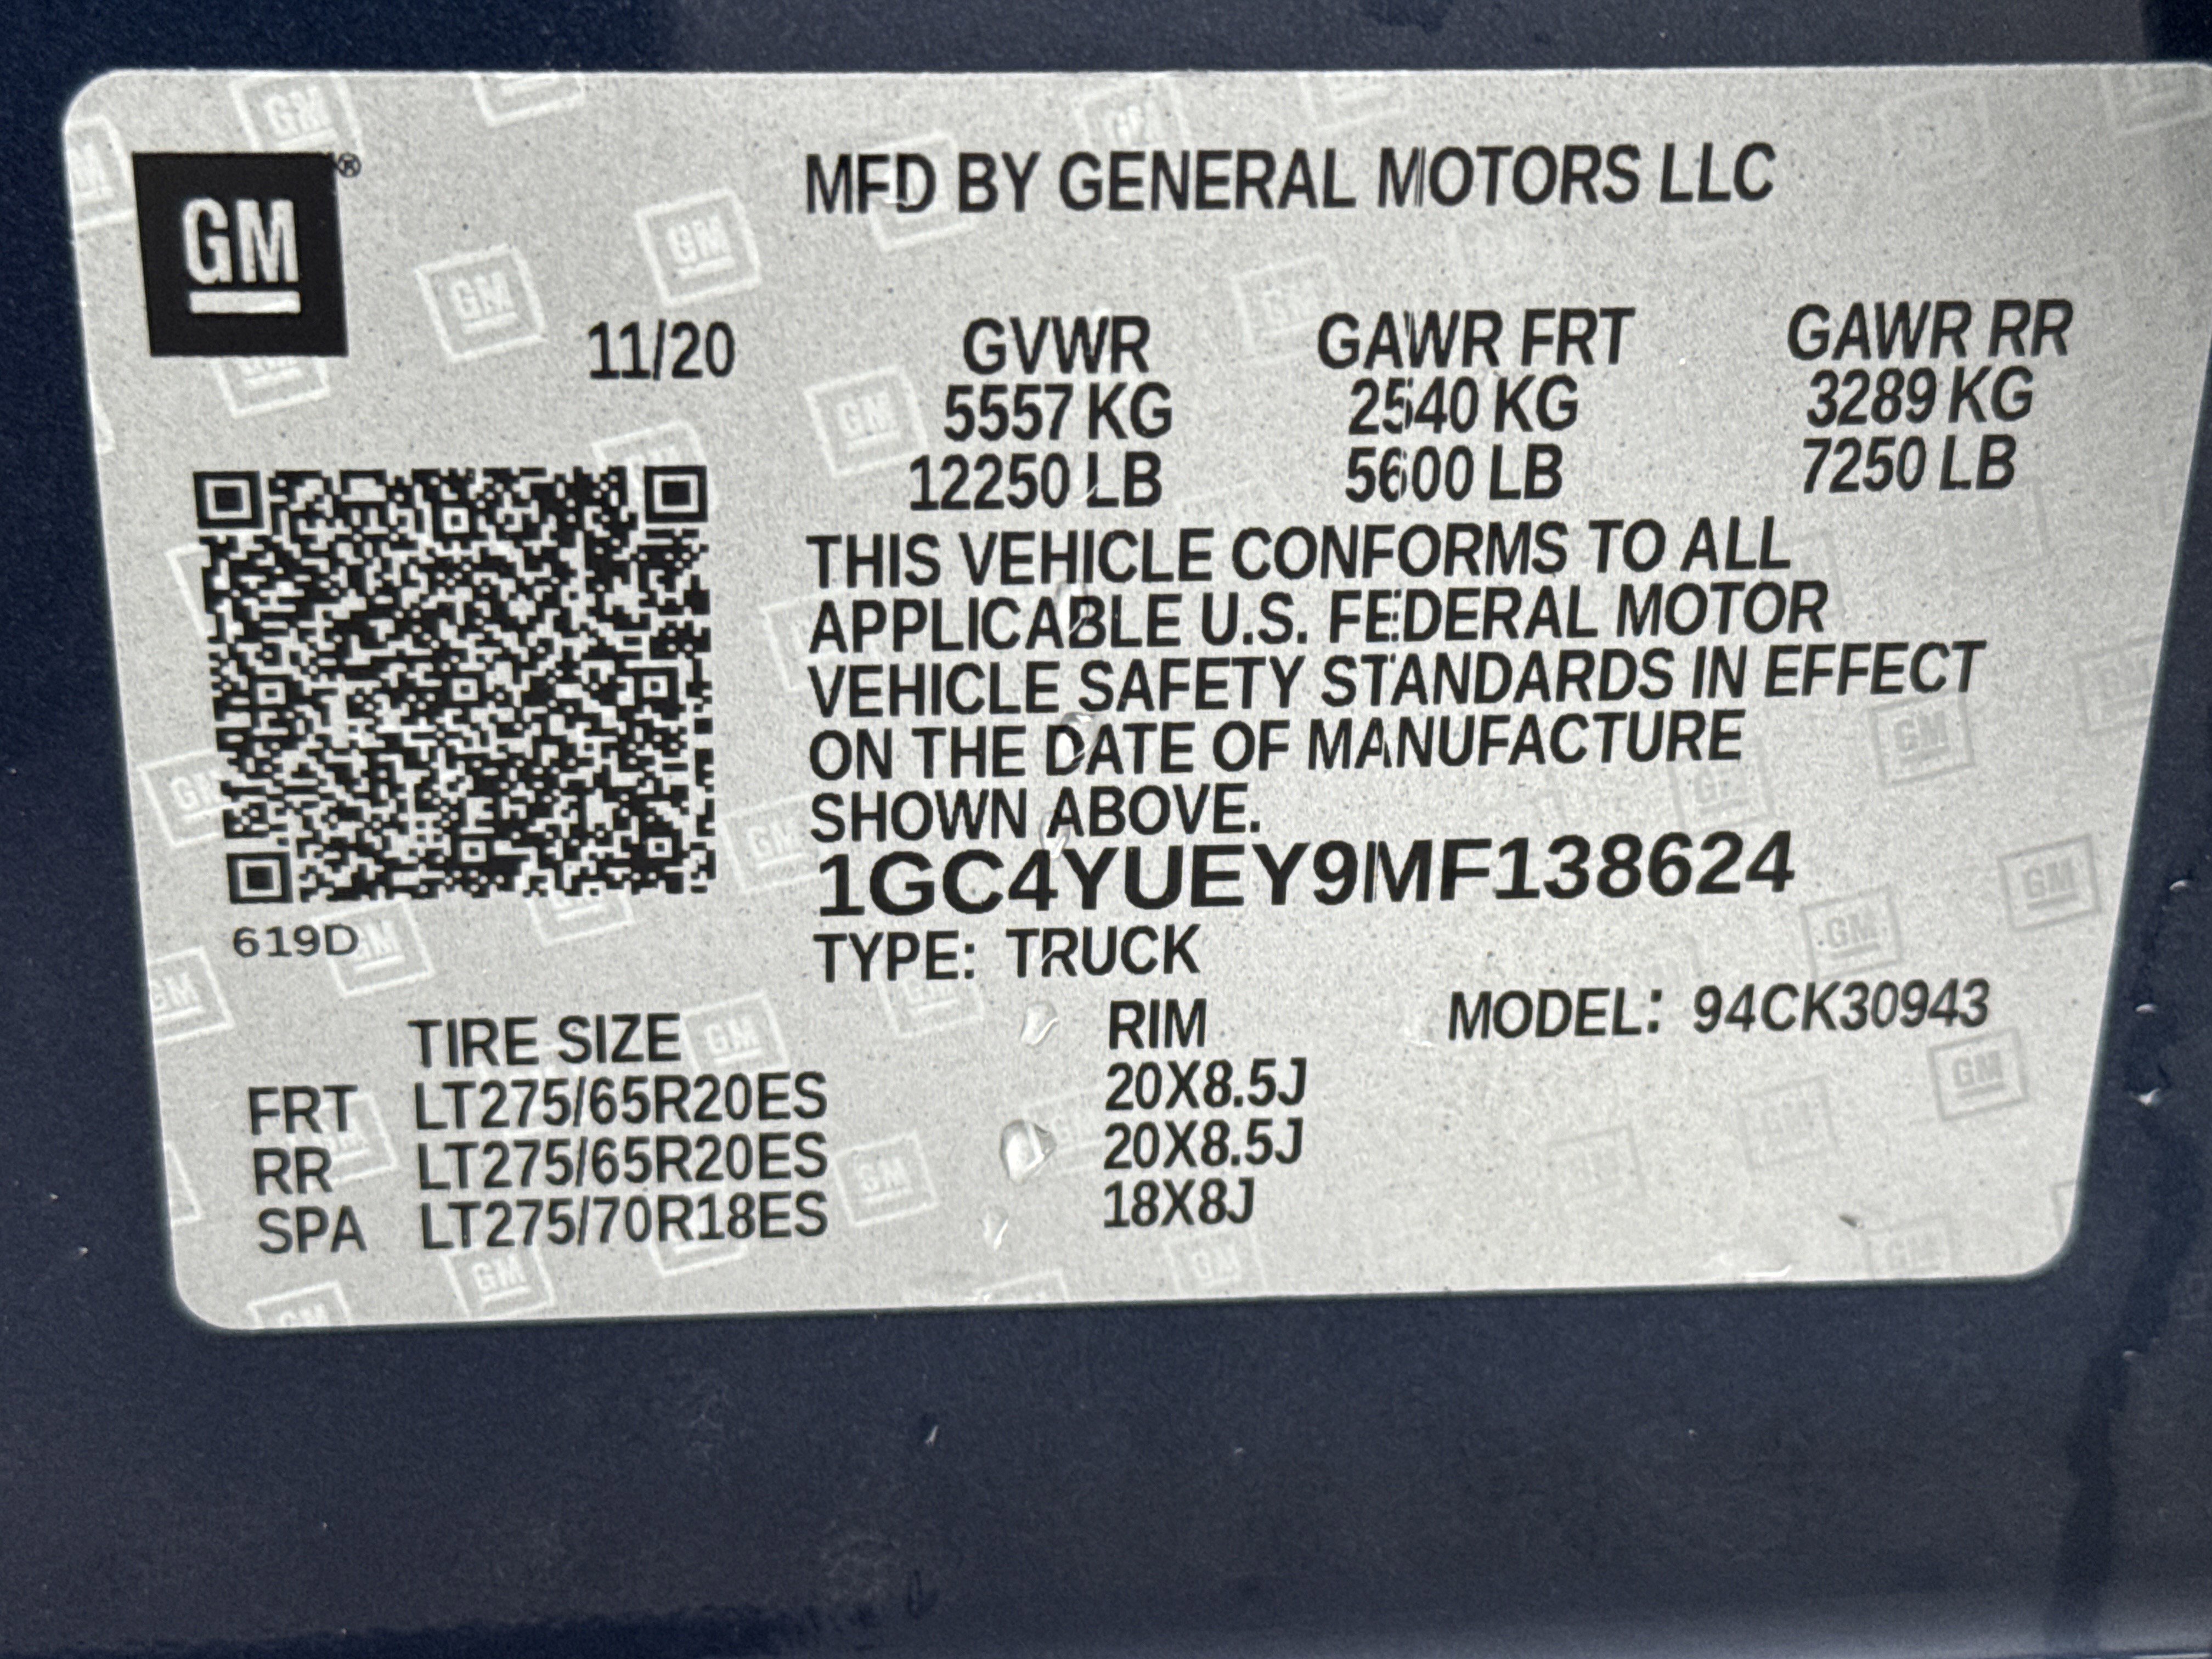 GM®
MFD BY GENERAL MOTORS LLC
11/20
GVWR GAWR FRT GAWR RR
5557 KG 2540 KG 3289 KG
12250 LB 5600 LB 7250 LB
THIS VEHICLE CONFORMS TO ALL
APPLICABLE U.S. FEDERAL MOTOR
VEHICLE SAFETY STANDARDS IN EFFECT
ON THE DATE OF MANUFACTURE
SHOWN ABOVE.
1GC4YUEY9MF138624
619D
TYPE: TRUCK
MODEL: 94CK30943
TIRE SIZE RIM
FRT LT275/65R20ES 20X8.5J
RR LT275/65R20ES 20X8.5J
SPA LT275/70R18ES 18X8J